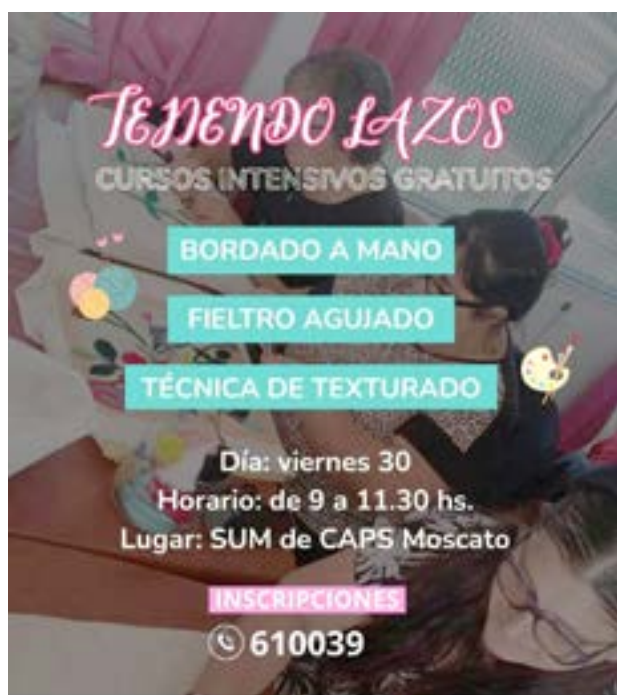 TEJIENDO LAZOS
CURSOS INTENSIVOS GRATUITOS
BORDADO A MANO
FIELTRO AGUJADO
TÉCNICA DE TEXTURADO
Día: viernes 30
Horario: de 9 a 11.30 hs.
Lugar: SUM de CAPS Moscato
INSCRIPCIONES
610039